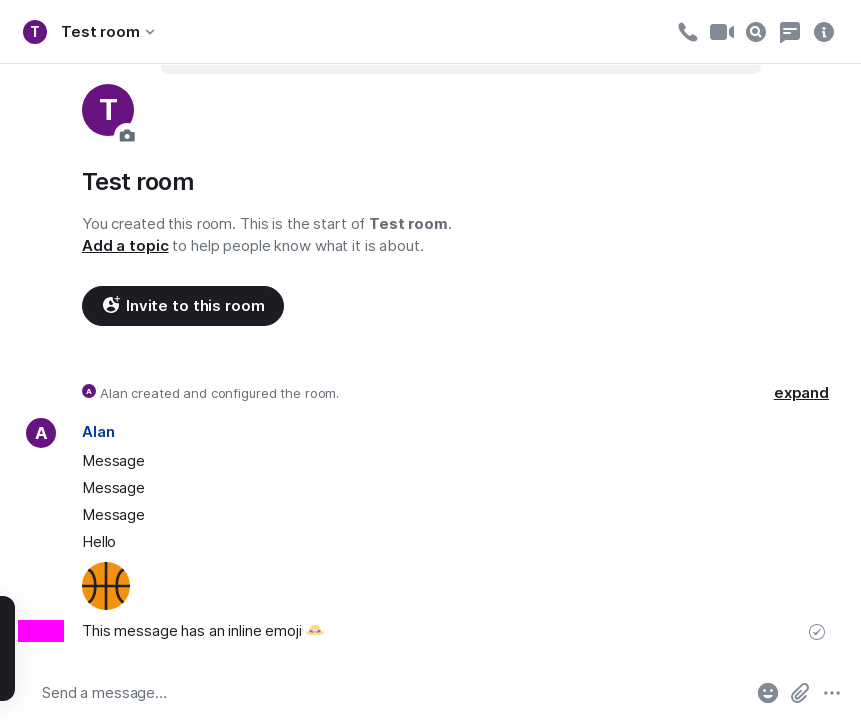 T Test room
T
Test room
You created this room. This is the start of Test room.
Add a topic to help people know what it is about.
Invite to this room
A Alan created and configured the room. expand
A Alan
Message
Message
Message
Hello
This message has an inline emoji
Send a message…